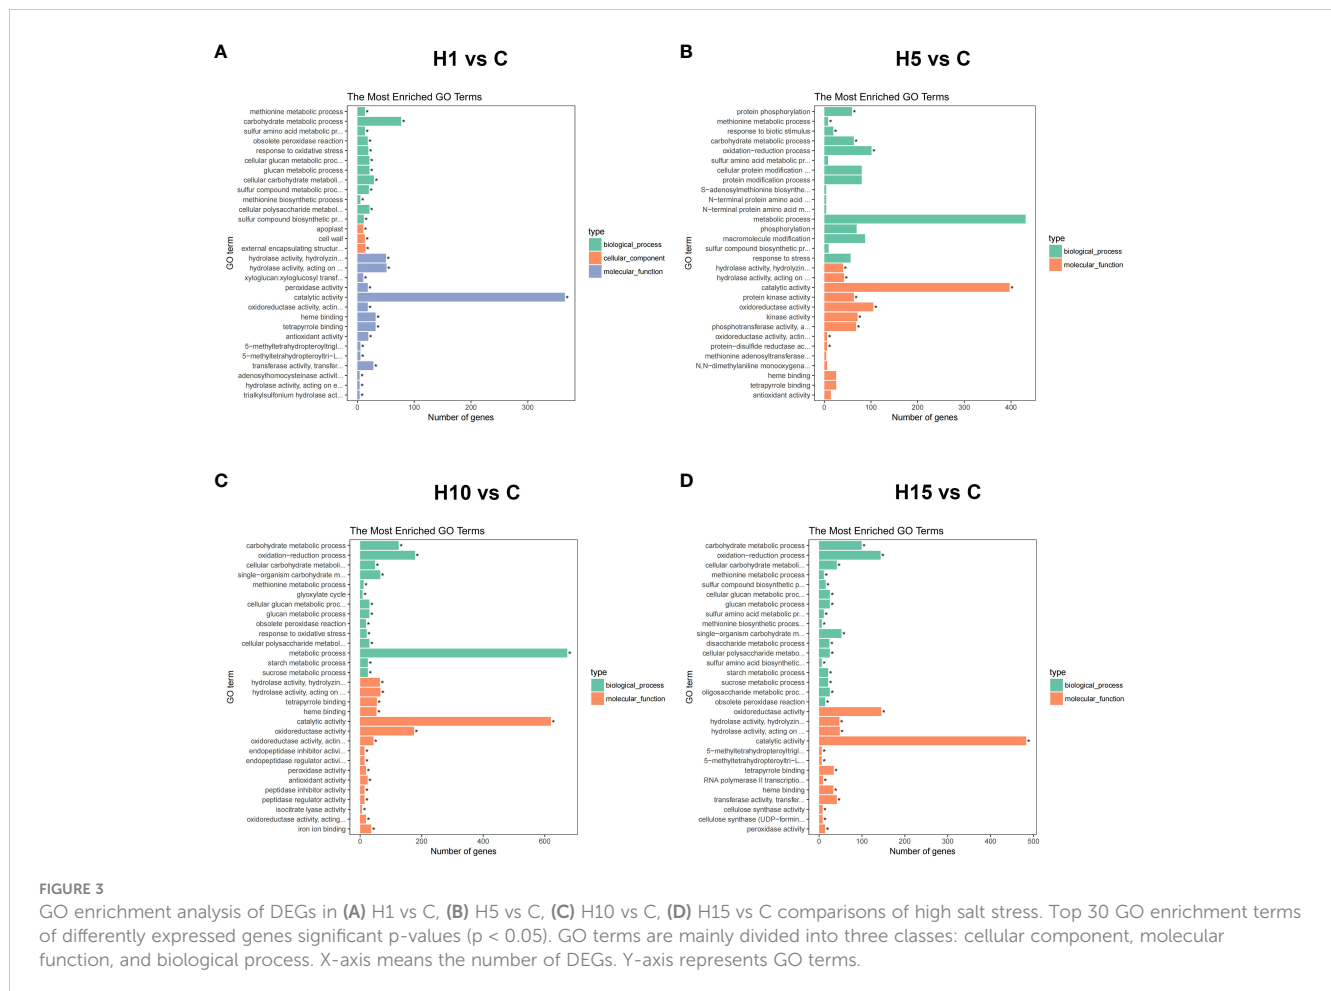 A
H1 vs C
The Most Enriched GO Terms
methionine metabolic process
carbohydrate metabolic process
sulfur amino acid metabolic pr...
obsolete peroxidase reaction
response to oxidative stress
cellular glucan metabolic proc...
glucan metabolic process
cellular carbohydrate metaboli...
sulfur compound metabolic proc...
methionine biosynthetic process
cellular polysaccharide metabol...
sulfur compound biosynthetic pr...
apoplast
cell wall
external encapsulating structur...
hydrolase activity, hydrolyzin...
hydrolase activity, acting on ...
xyloglucan:xyloglucosyl transf...
peroxidase activity
catalytic activity
oxidoreductase activity, actin...
heme binding
tetrapyrrole binding
antioxidant activity
5-methyltetrahydropteroyltrigl...
5-methyltetrahydropteroyltri-L...
transferase activity, transfer...
adenosylhomocysteinase activit...
hydrolase activity, acting on e...
trialkylsulfonium hydrolase act...
GO term
0 100 200 300
Number of genes
type
biological_process
cellular_component
molecular_function
B
H5 vs C
The Most Enriched GO Terms
protein phosphorylation
methionine metabolic process
response to biotic stimulus
carbohydrate metabolic process
oxidation-reduction process
sulfur amino acid metabolic pr...
cellular protein modification ...
protein modification process
S-adenosylmethionine biosynthe...
N-terminal protein amino acid ...
N-terminal protein amino acid m...
metabolic process
phosphorylation
macromolecule modification
sulfur compound biosynthetic pr...
response to stress
hydrolase activity, hydrolyzin...
hydrolase activity, acting on ...
catalytic activity
protein kinase activity
oxidoreductase activity
kinase activity
phosphotransferase activity, a...
oxidoreductase activity, actin...
protein-disulfide reductase ac...
methionine adenosyltransferase...
N,N-dimethylaniline monooxygena...
heme binding
tetrapyrrole binding
antioxidant activity
GO term
0 100 200 300 400
Number of genes
type
biological_process
molecular_function
C
H10 vs C
The Most Enriched GO Terms
carbohydrate metabolic process
oxidation-reduction process
cellular carbohydrate metaboli...
single-organism carbohydrate m...
methionine metabolic process
glyoxylate cycle
cellular glucan metabolic proc...
glucan metabolic process
obsolete peroxidase reaction
response to oxidative stress
cellular polysaccharide metabol...
metabolic process
starch metabolic process
sucrose metabolic process
hydrolase activity, hydrolyzin...
hydrolase activity, acting on ...
tetrapyrrole binding
heme binding
catalytic activity
oxidoreductase activity
oxidoreductase activity, actin...
endopeptidase inhibitor activi...
endopeptidase regulator activi...
peroxidase activity
antioxidant activity
peptidase inhibitor activity
peptidase regulator activity
isocitrate lyase activity
oxidoreductase activity, acting...
iron ion binding
GO term
0 200 400 600
Number of genes
type
biological_process
molecular_function
D
H15 vs C
The Most Enriched GO Terms
carbohydrate metabolic process
oxidation-reduction process
cellular carbohydrate metaboli...
methionine metabolic process
sulfur compound biosynthetic p...
cellular glucan metabolic proc...
glucan metabolic process
sulfur amino acid metabolic pr...
methionine biosynthetic proces...
single-organism carbohydrate m...
disaccharide metabolic process
cellular polysaccharide metabo...
sulfur amino acid biosynthetic...
starch metabolic process
sucrose metabolic process
oligosaccharide metabolic proc...
obsolete peroxidase reaction
oxidoreductase activity
hydrolase activity, hydrolyzin...
hydrolase activity, acting on ...
catalytic activity
5-methyltetrahydropteroyltrigl...
5-methyltetrahydropteroyltri-L...
tetrapyrrole binding
RNA polymerase II transcriptio...
heme binding
transferase activity, transfer...
cellulose synthase activity
cellulose synthase (UDP-formin...
peroxidase activity
GO term
0 100 200 300 400 500
Number of genes
type
biological_process
molecular_function
FIGURE 3
GO enrichment analysis of DEGs in (A) H1 vs C, (B) H5 vs C, (C) H10 vs C, (D) H15 vs C comparisons of high salt stress. Top 30 GO enrichment terms
of differently expressed genes significant p-values (p < 0.05). GO terms are mainly divided into three classes: cellular component, molecular
function, and biological process. X-axis means the number of DEGs. Y-axis represents GO terms.